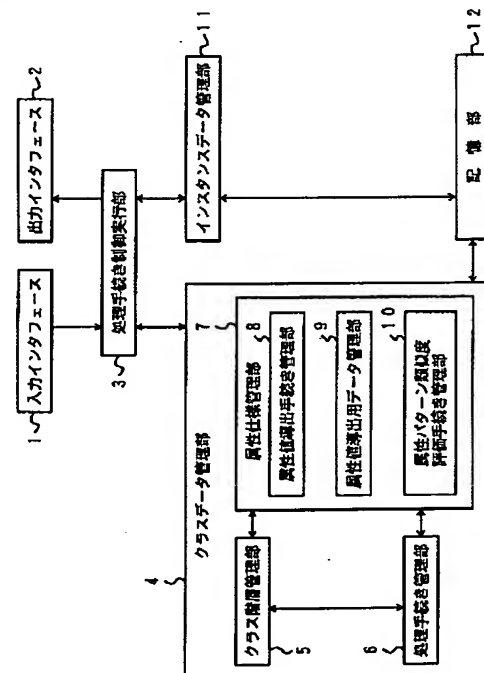 1
入力インタフェース
出力インタフェース
2
処理手続き制御実行部
3
インスタンスデータ管理部
11
4
クラスデータ管理部
7
属性仕様管理部
8
属性値導出手続き管理部
9
属性値導出用データ管理部
10
属性パターン類似度
評価手続き管理部
クラス階層管理部
5
処理手続き管理部
6
記憶部
12